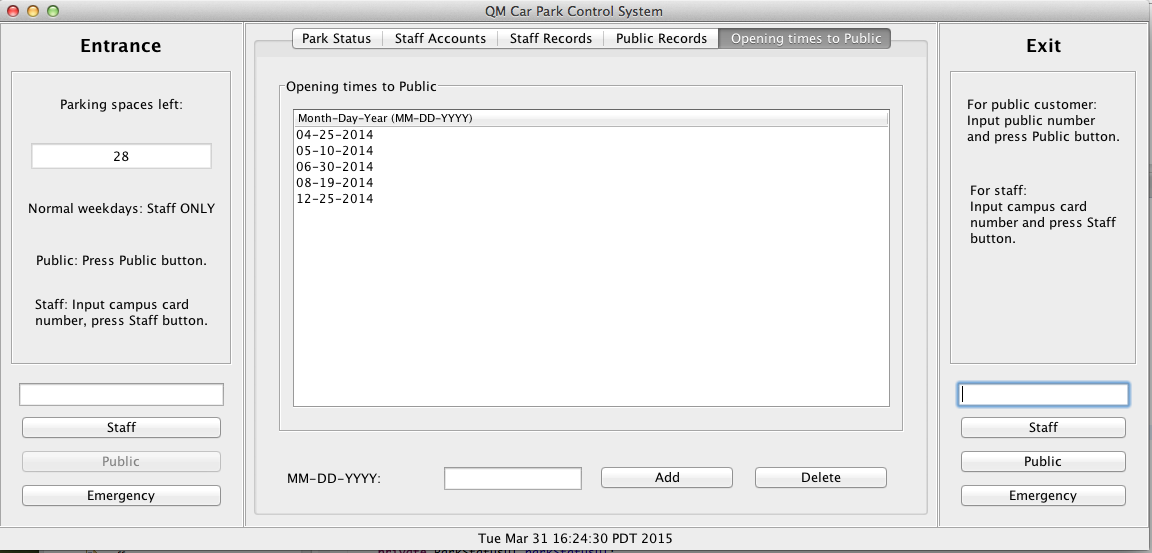 QM Car Park Control System
Entrance
Parking spaces left:
28
Normal weekdays: Staff ONLY
Public: Press Public button.
Staff: Input campus card
number, press Staff button.
Staff
Public
Emergency
Park Status
Staff Accounts
Staff Records
Public Records
Opening times to Public
Opening times to Public
Month-Day-Year (MM-DD-YYYY)
04-25-2014
05-10-2014
06-30-2014
08-19-2014
12-25-2014
MM-DD-YYYY:
Add
Delete
Exit
For public customer:
Input public number
and press Public button.
For staff:
Input campus card
number and press Staff
button.
Staff
Public
Emergency
Tue Mar 31 16:24:30 PDT 2015